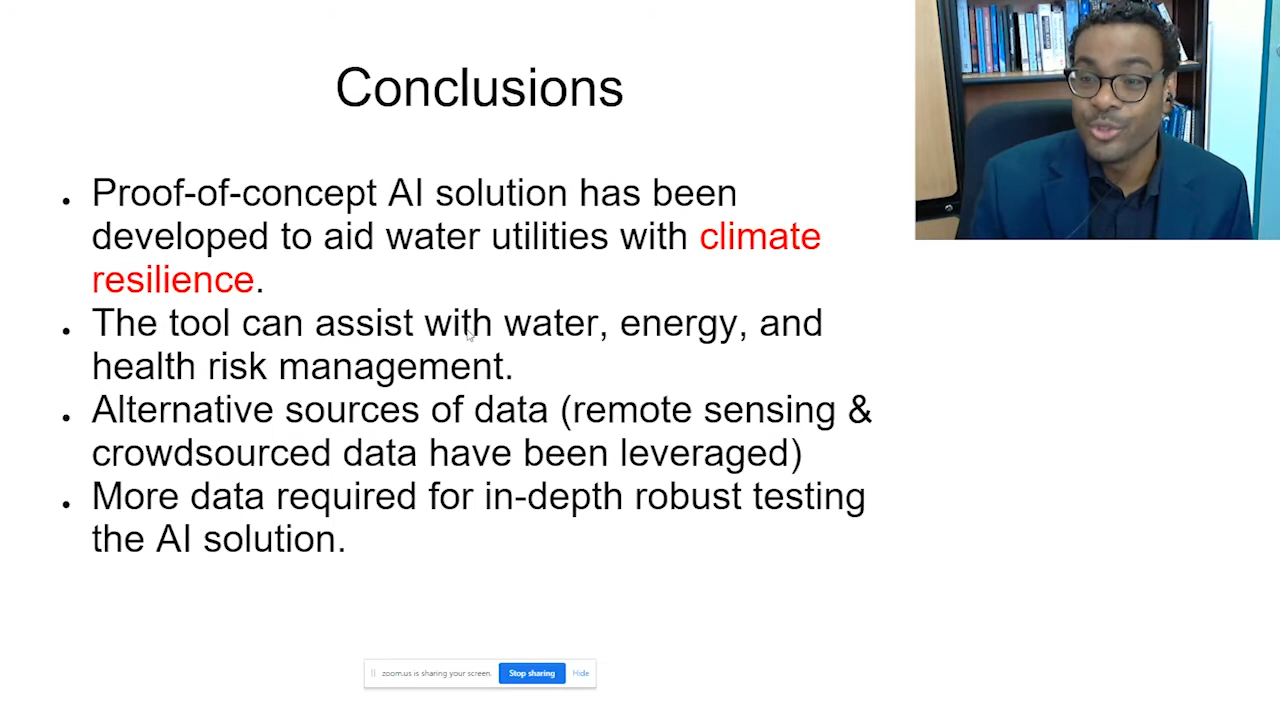 Conclusions
• Proof-of-concept AI solution has been
developed to aid water utilities with climate
resilience.
• The tool can assist with water, energy, and
health risk management.
• Alternative sources of data (remote sensing &
crowdsourced data have been leveraged)
• More data required for in-depth robust testing
the AI solution.
zoom.us is sharing your screen. Stop sharing Hide